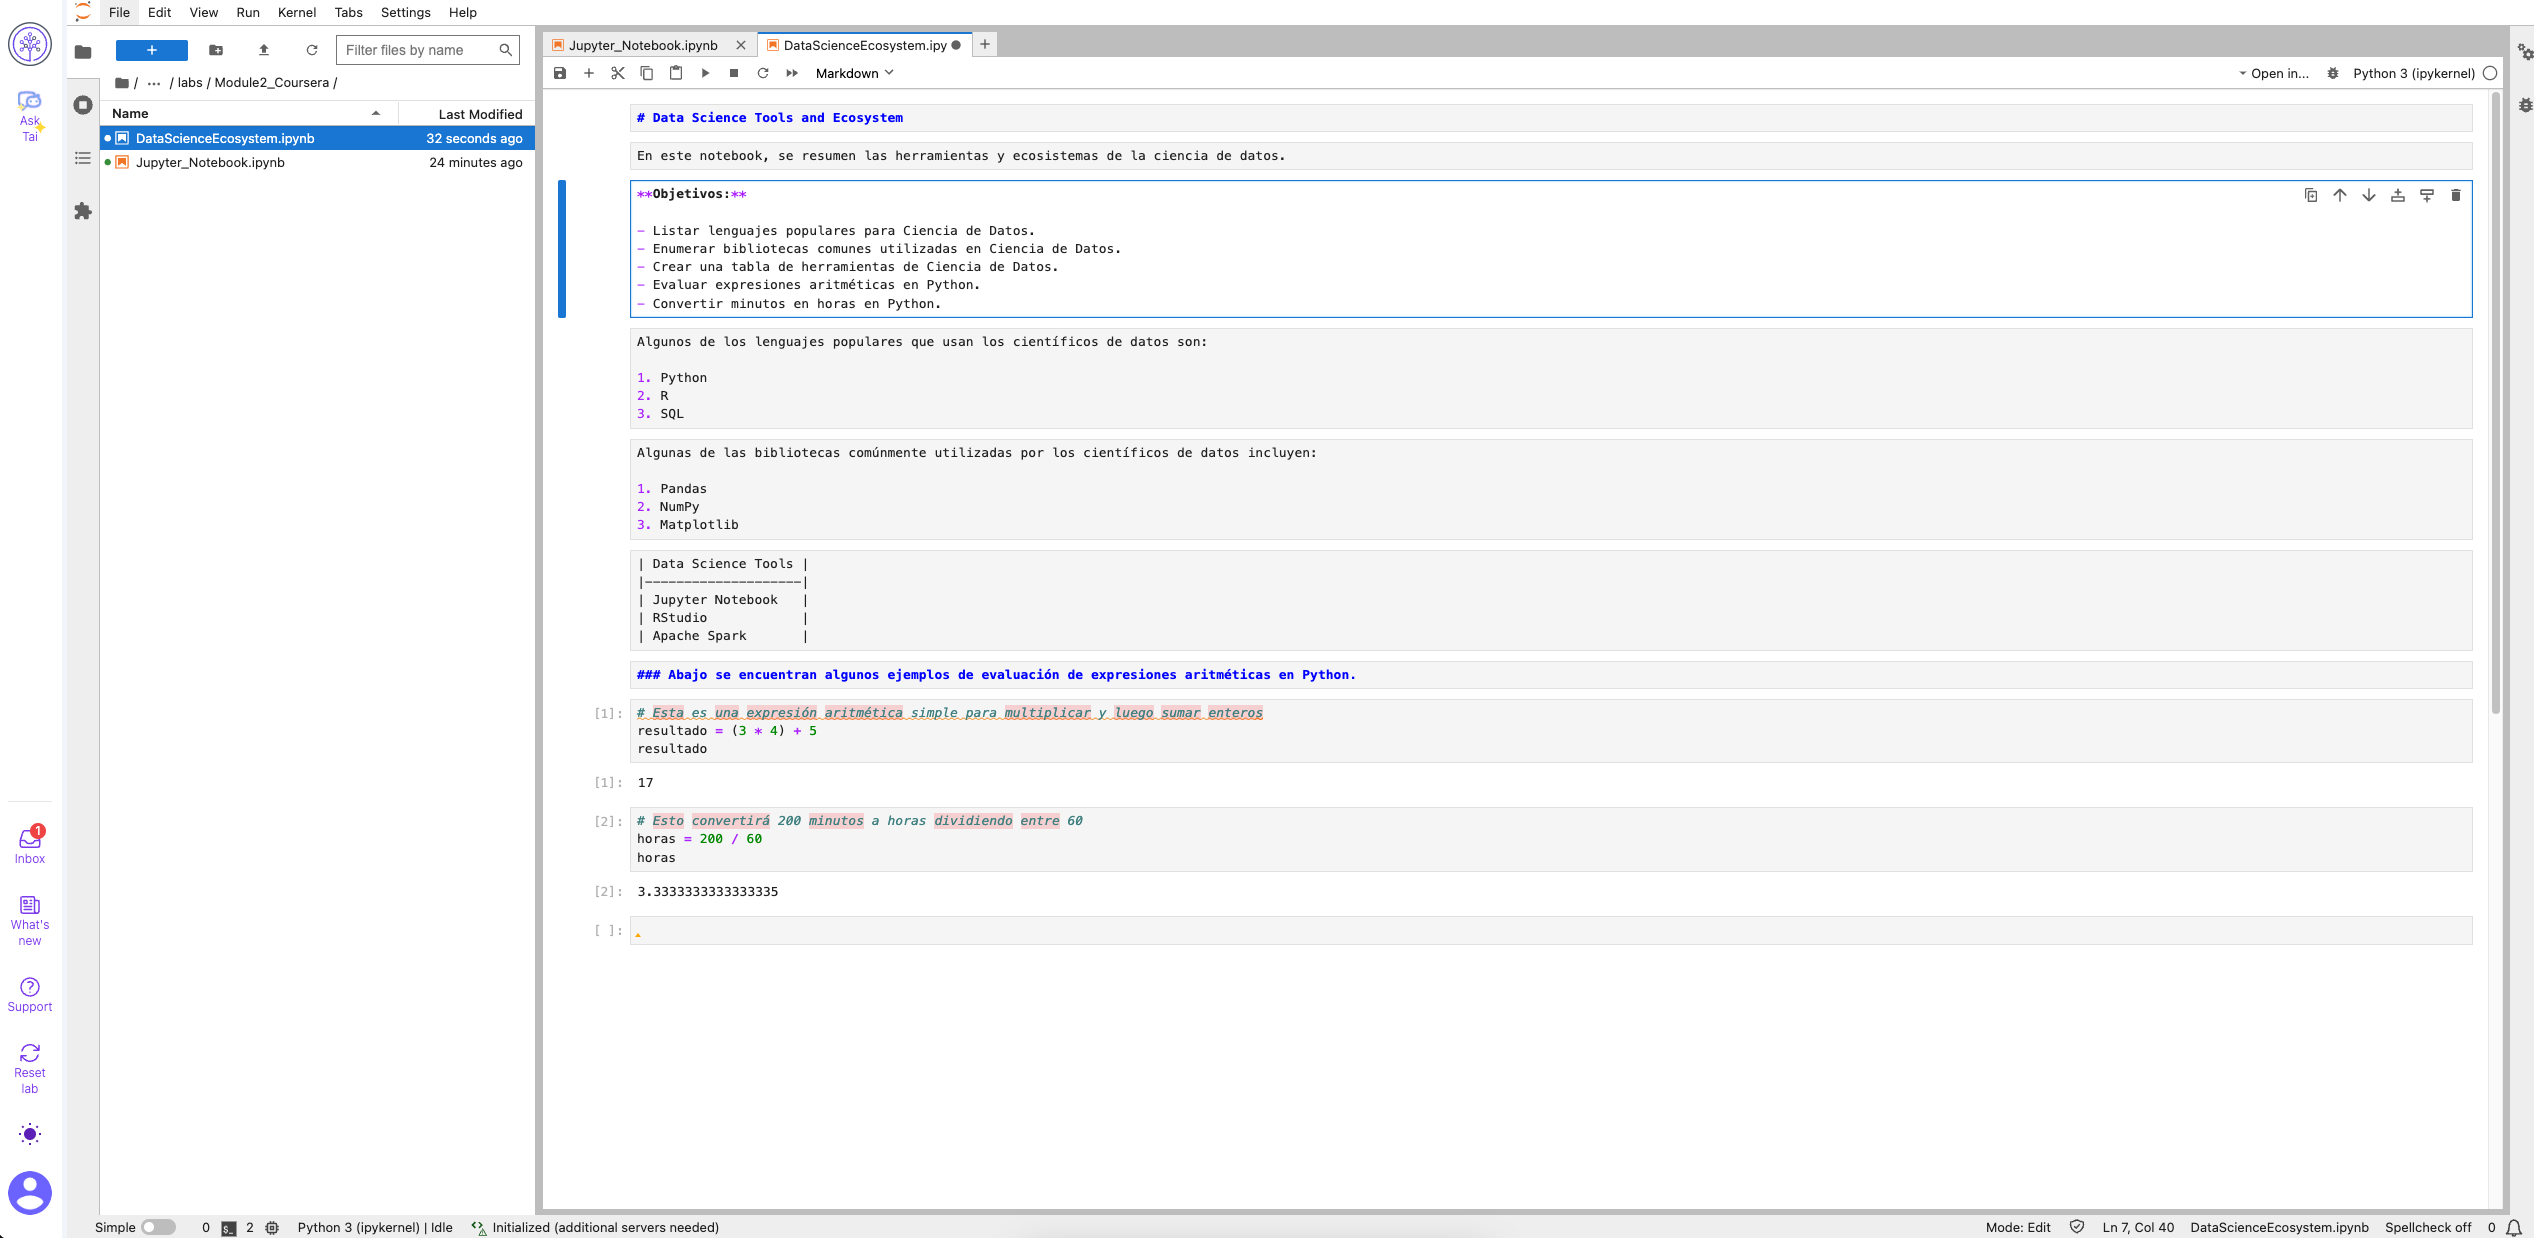 File Edit View Run Kernel Tabs Settings Help
Ask
Tai
Filter files by name
/ ... / labs / Module2_Coursera /
Name Last Modified
DataScienceEcosystem.ipynb 32 seconds ago
Jupyter_Notebook.ipynb 24 minutes ago
Jupyter_Notebook.ipynb DataScienceEcosystem.ipy
Markdown Open in... Python 3 (ipykernel)
# Data Science Tools and Ecosystem
En este notebook, se resumen las herramientas y ecosistemas de la ciencia de datos.
**Objetivos:**
- Listar lenguajes populares para Ciencia de Datos.
- Enumerar bibliotecas comunes utilizadas en Ciencia de Datos.
- Crear una tabla de herramientas de Ciencia de Datos.
- Evaluar expresiones aritméticas en Python.
- Convertir minutos en horas en Python.
Algunos de los lenguajes populares que usan los científicos de datos son:
1. Python
2. R
3. SQL
Algunas de las bibliotecas comúnmente utilizadas por los científicos de datos incluyen:
1. Pandas
2. NumPy
3. Matplotlib
| Data Science Tools |
|--------------------|
| Jupyter Notebook   |
| RStudio            |
| Apache Spark       |
### Abajo se encuentran algunos ejemplos de evaluación de expresiones aritméticas en Python.
[1]: # Esta es una expresión aritmética simple para multiplicar y luego sumar enteros
resultado = (3 * 4) + 5
resultado
[1]: 17
[2]: # Esto convertirá 200 minutos a horas dividiendo entre 60
horas = 200 / 60
horas
[2]: 3.3333333333333335
[ ]:
1
Inbox
What's
new
Support
Reset
lab
Simple 0 2 Python 3 (ipykernel) | Idle Initialized (additional servers needed) Mode: Edit Ln 7, Col 40 DataScienceEcosystem.ipynb Spellcheck off 0